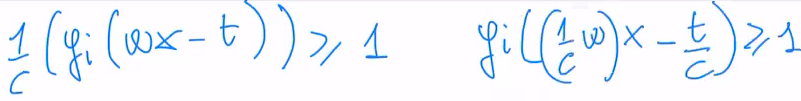 1/c (yᵢ(wx - t)) ⩾ 1 yᵢ((1/c w)x - t/c) ⩾ 1